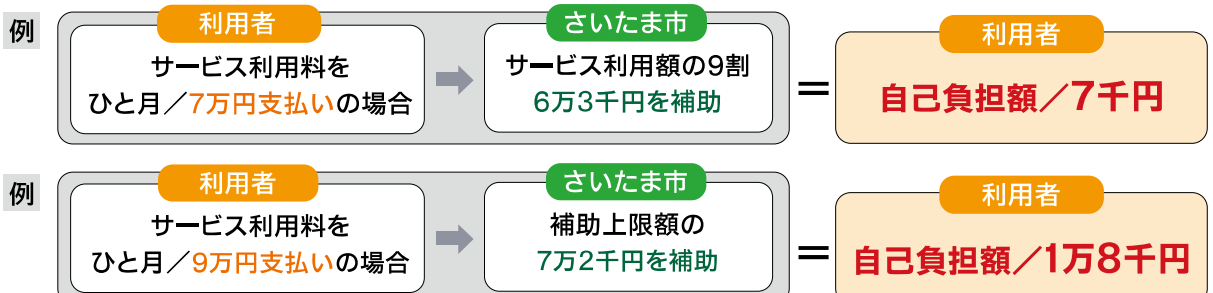 例
利用者
サービス利用料を
ひと月／7万円支払いの場合
さいたま市
サービス利用額の9割
6万3千円を補助
＝
利用者
自己負担額／7千円
例
利用者
サービス利用料を
ひと月／9万円支払いの場合
さいたま市
補助上限額の
7万2千円を補助
＝
利用者
自己負担額／1万8千円